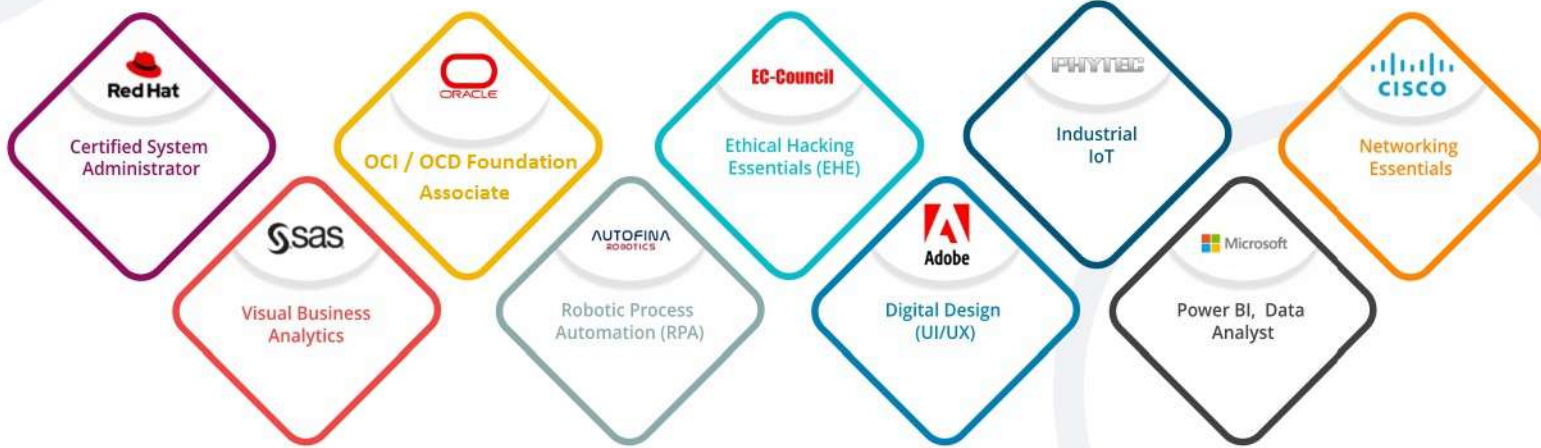 Red Hat
Certified System
Administrator
ORACLE
OCI / OCD Foundation
Associate
EC-Council
Ethical Hacking
Essentials (EHE)
PHYTEC
Industrial
IoT
CISCO
Networking
Essentials
sas
Visual Business
Analytics
AUTOFINA
ROBOTICS
Robotic Process
Automation (RPA)
Adobe
Digital Design
(UI/UX)
Microsoft
Power BI, Data
Analyst